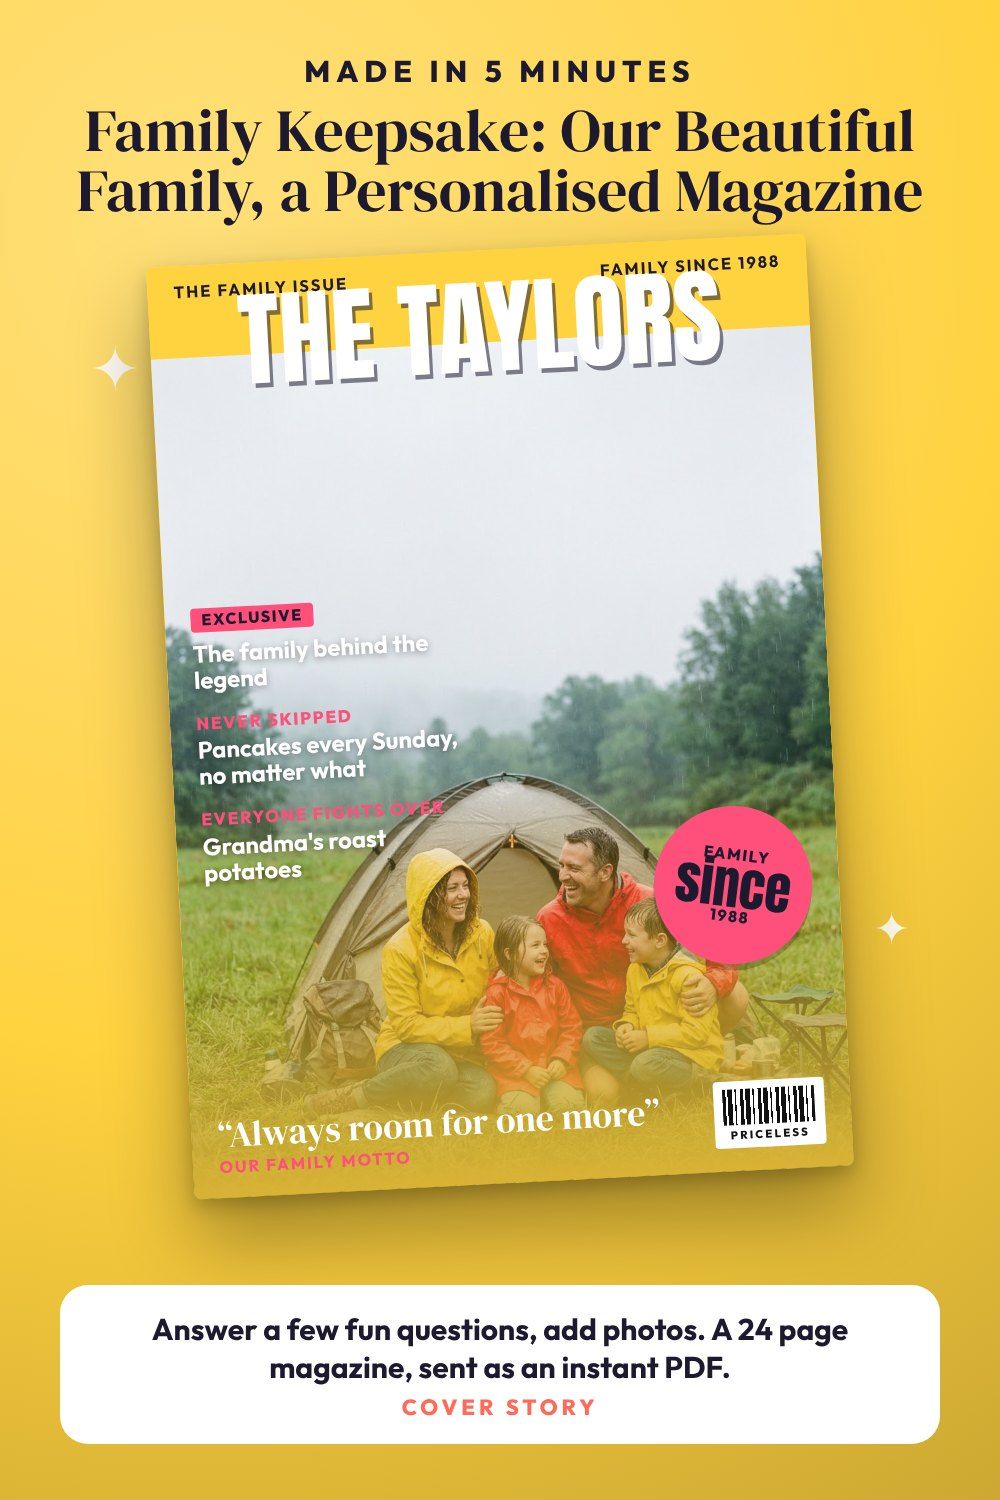 MADE IN 5 MINUTES
Family Keepsake: Our Beautiful
Family, a Personalised Magazine
THE FAMILY ISSUE
FAMILY SINCE 1988
THE TAYLORS
EXCLUSIVE
The family behind the
legend
NEVER SKIPPED
Pancakes every Sunday,
no matter what
EVERYONE FIGHTS OVER
Grandma's roast
potatoes
FAMILY
since
1988
“Always room for one more”
OUR FAMILY MOTTO
PRICELESS
Answer a few fun questions, add photos. A 24 page
magazine, sent as an instant PDF.
COVER STORY